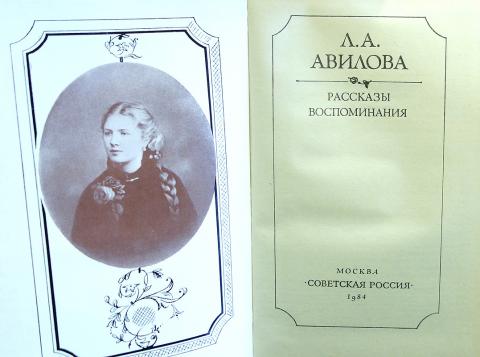 Л.А.
АВИЛОВА
РАССКАЗЫ
ВОСПОМИНАНИЯ
МОСКВА
"СОВЕТСКАЯ РОССИЯ"
1984